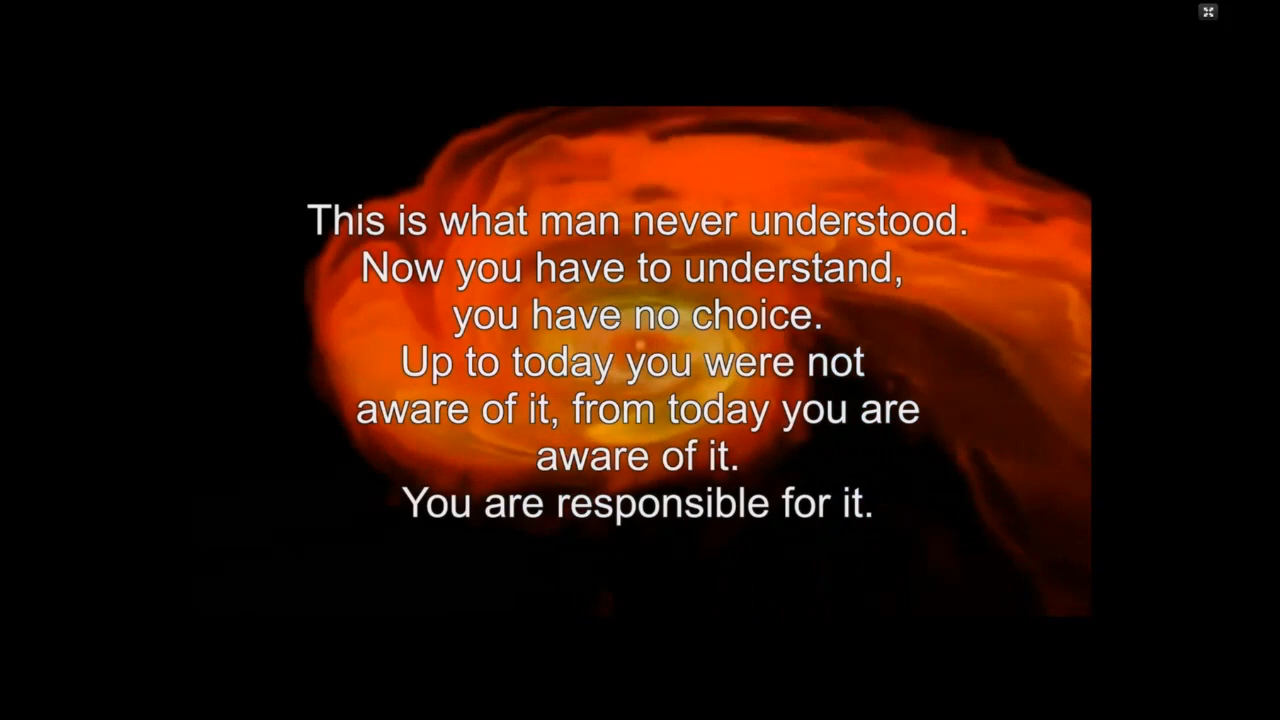 This is what man never understood.
Now you have to understand,
you have no choice.
Up to today you were not
aware of it, from today you are
aware of it.
You are responsible for it.